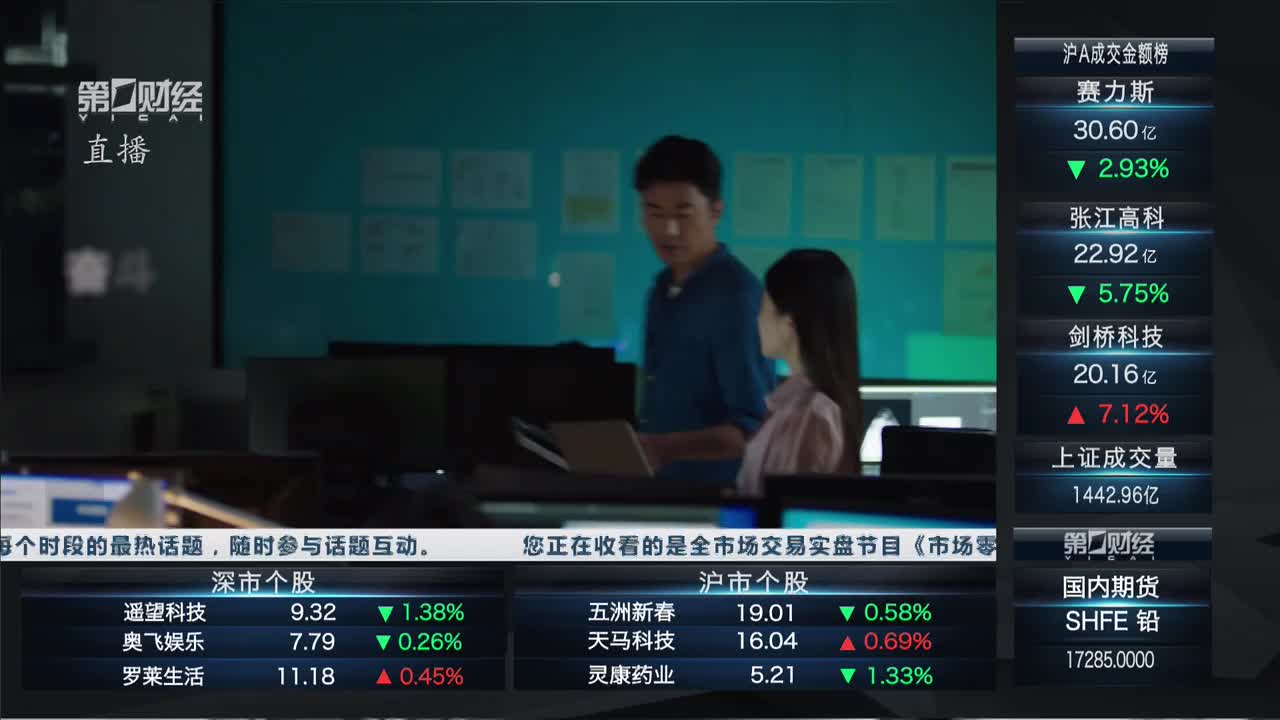 第一财经
YICAI
直播
奋斗
每个时段的最热话题，随时参与话题互动。 您正在收看的是全市场交易实盘节目《市场零
深市个股
遥望科技 9.32 ▼ 1.38%
奥飞娱乐 7.79 ▼ 0.26%
罗莱生活 11.18 ▲ 0.45%
沪市个股
五洲新春 19.01 ▼ 0.58%
天马科技 16.04 ▲ 0.69%
灵康药业 5.21 ▼ 1.33%
沪A成交金额榜
赛力斯
30.60亿
▼ 2.93%
张江高科
22.92亿
▼ 5.75%
剑桥科技
20.16亿
▲ 7.12%
上证成交量
1442.96亿
第一财经
YICAI
国内期货
SHFE 铅
17285.0000